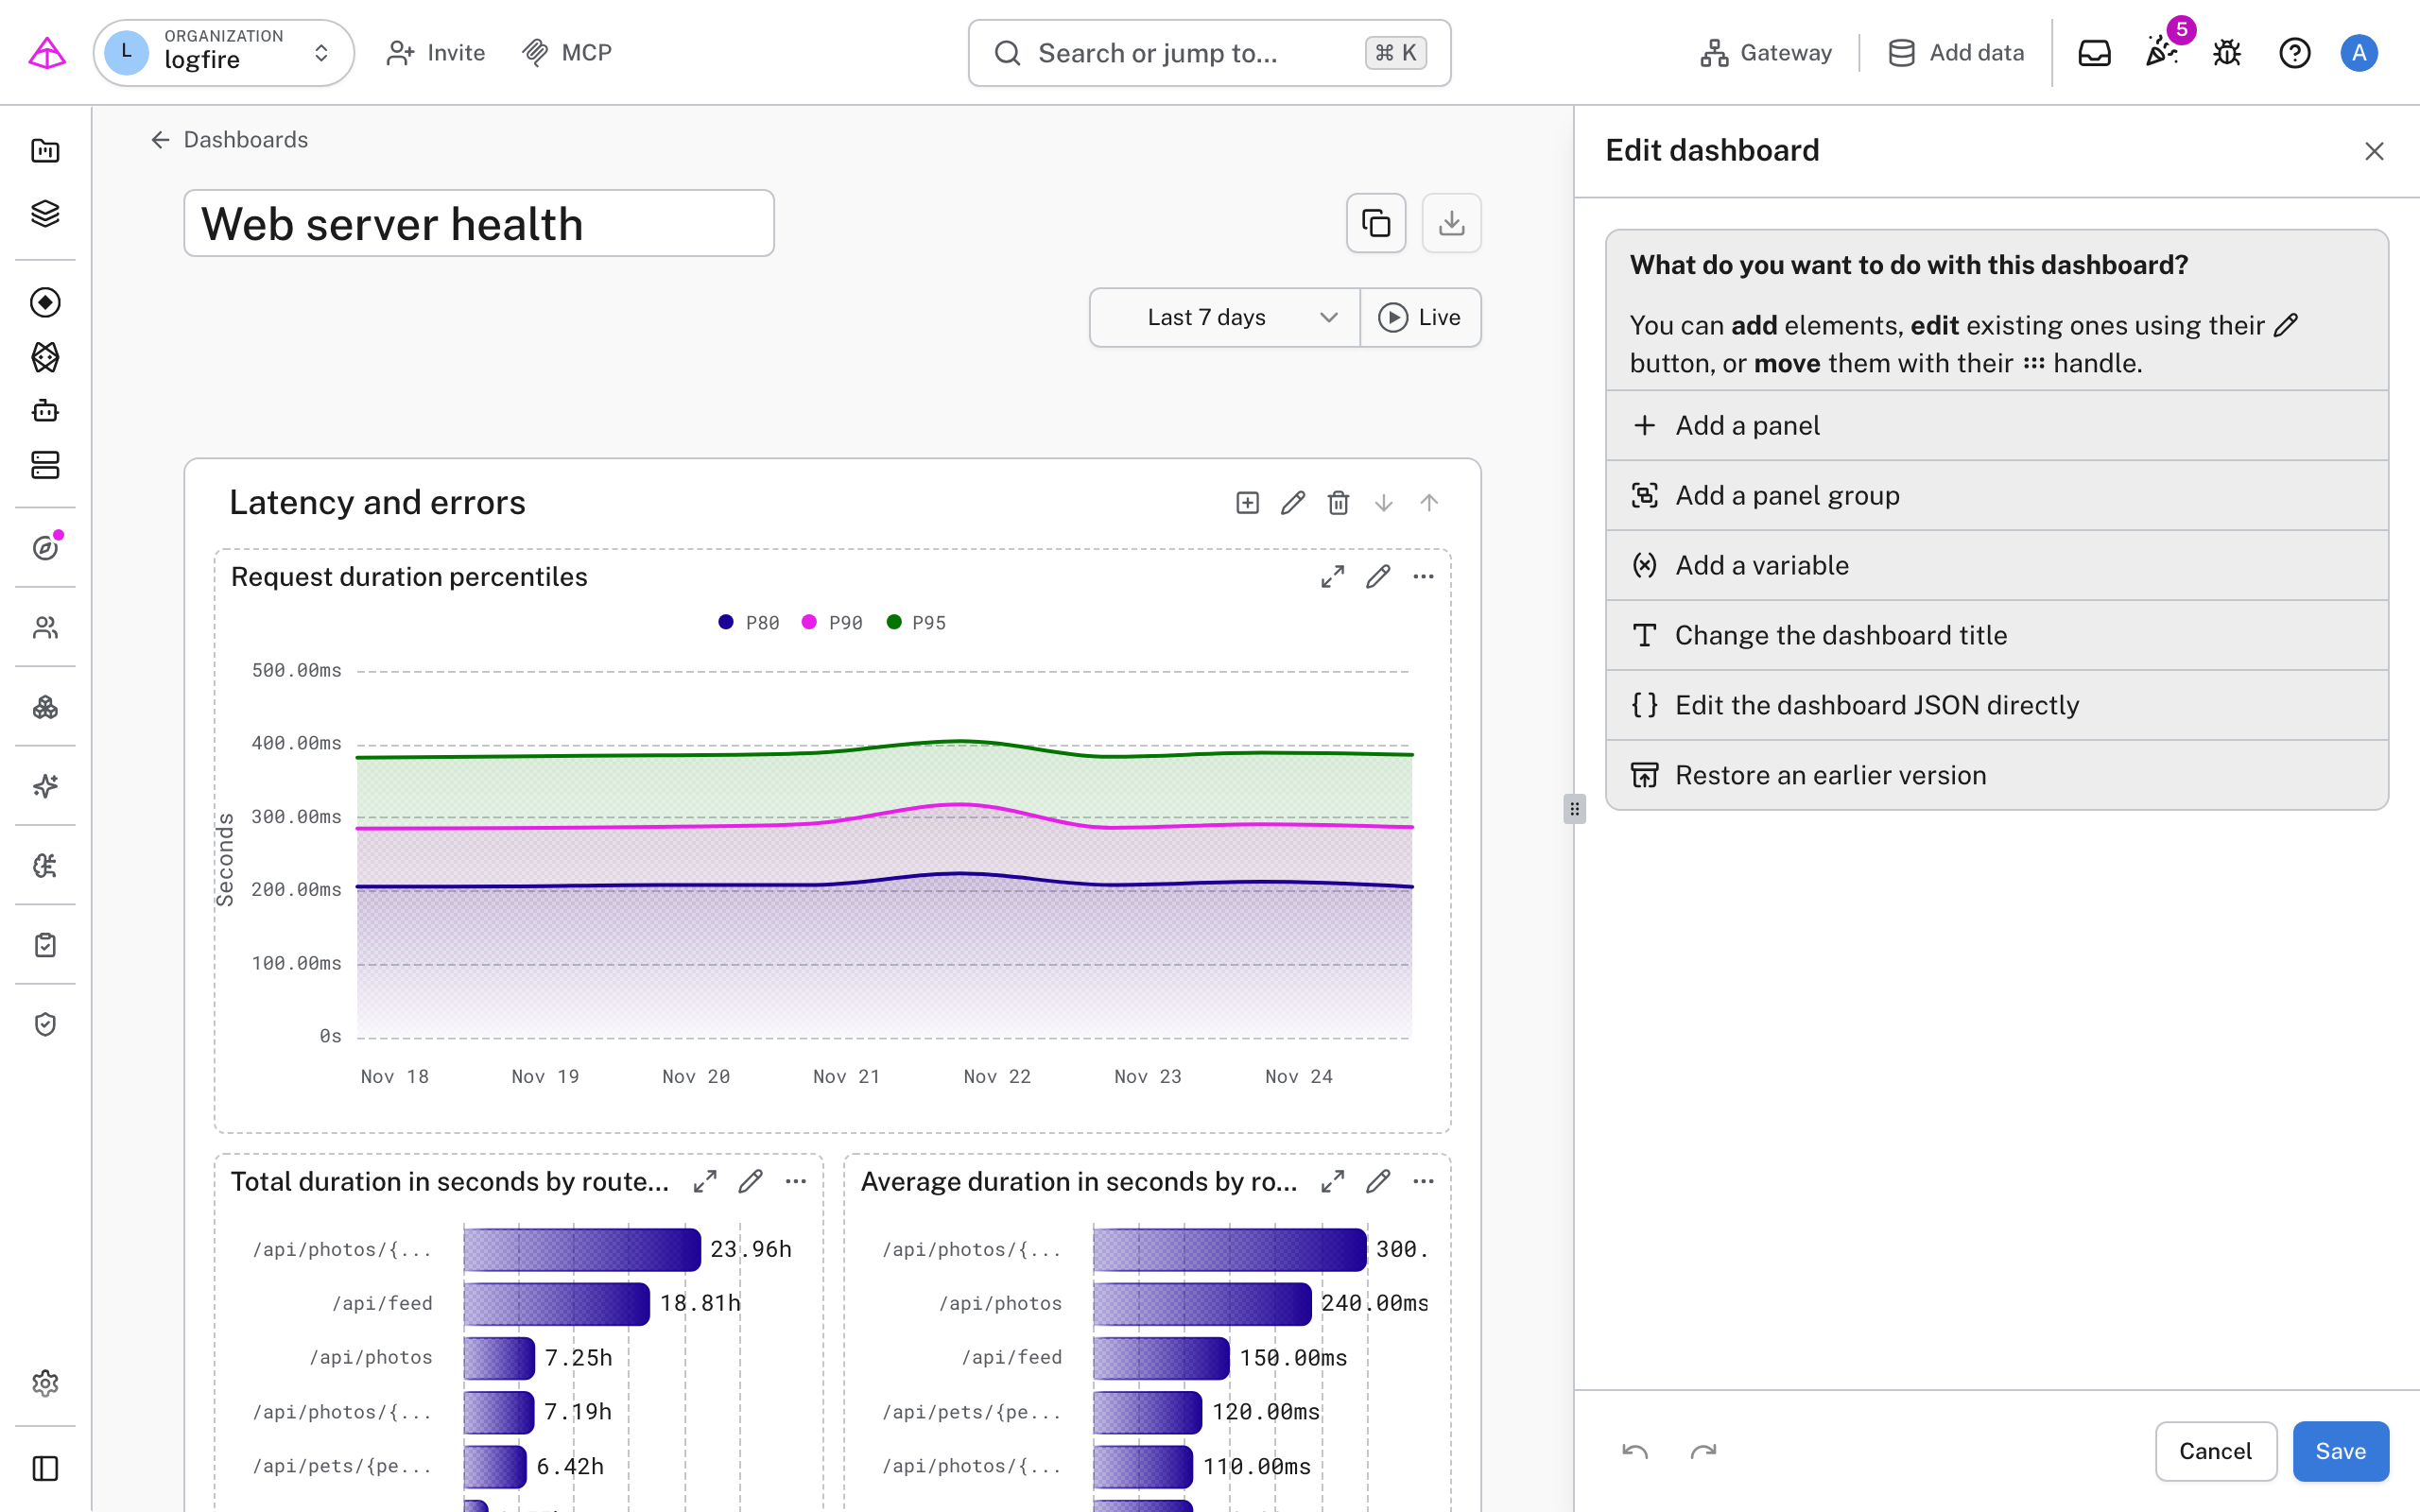 L
ORGANIZATION
logfire
Invite
MCP
Search or jump to...
⌘ K
Gateway
Add data
5
A
Dashboards
Web server health
Last 7 days
Live
Latency and errors
Request duration percentiles
P80 P90 P95
Seconds
500.00ms
400.00ms
300.00ms
200.00ms
100.00ms
0s
Nov 18 Nov 19 Nov 20 Nov 21 Nov 22 Nov 23 Nov 24
Total duration in seconds by route...
/api/photos/{... 23.96h
/api/feed 18.81h
/api/photos 7.25h
/api/photos/{... 7.19h
/api/pets/{pe... 6.42h
Average duration in seconds by ro...
/api/photos/{... 300.
/api/photos 240.00ms
/api/feed 150.00ms
/api/pets/{pe... 120.00ms
/api/photos/{... 110.00ms
Edit dashboard
What do you want to do with this dashboard?
You can add elements, edit existing ones using their
button, or move them with their handle.
Add a panel
Add a panel group
Add a variable
Change the dashboard title
Edit the dashboard JSON directly
Restore an earlier version
Cancel
Save